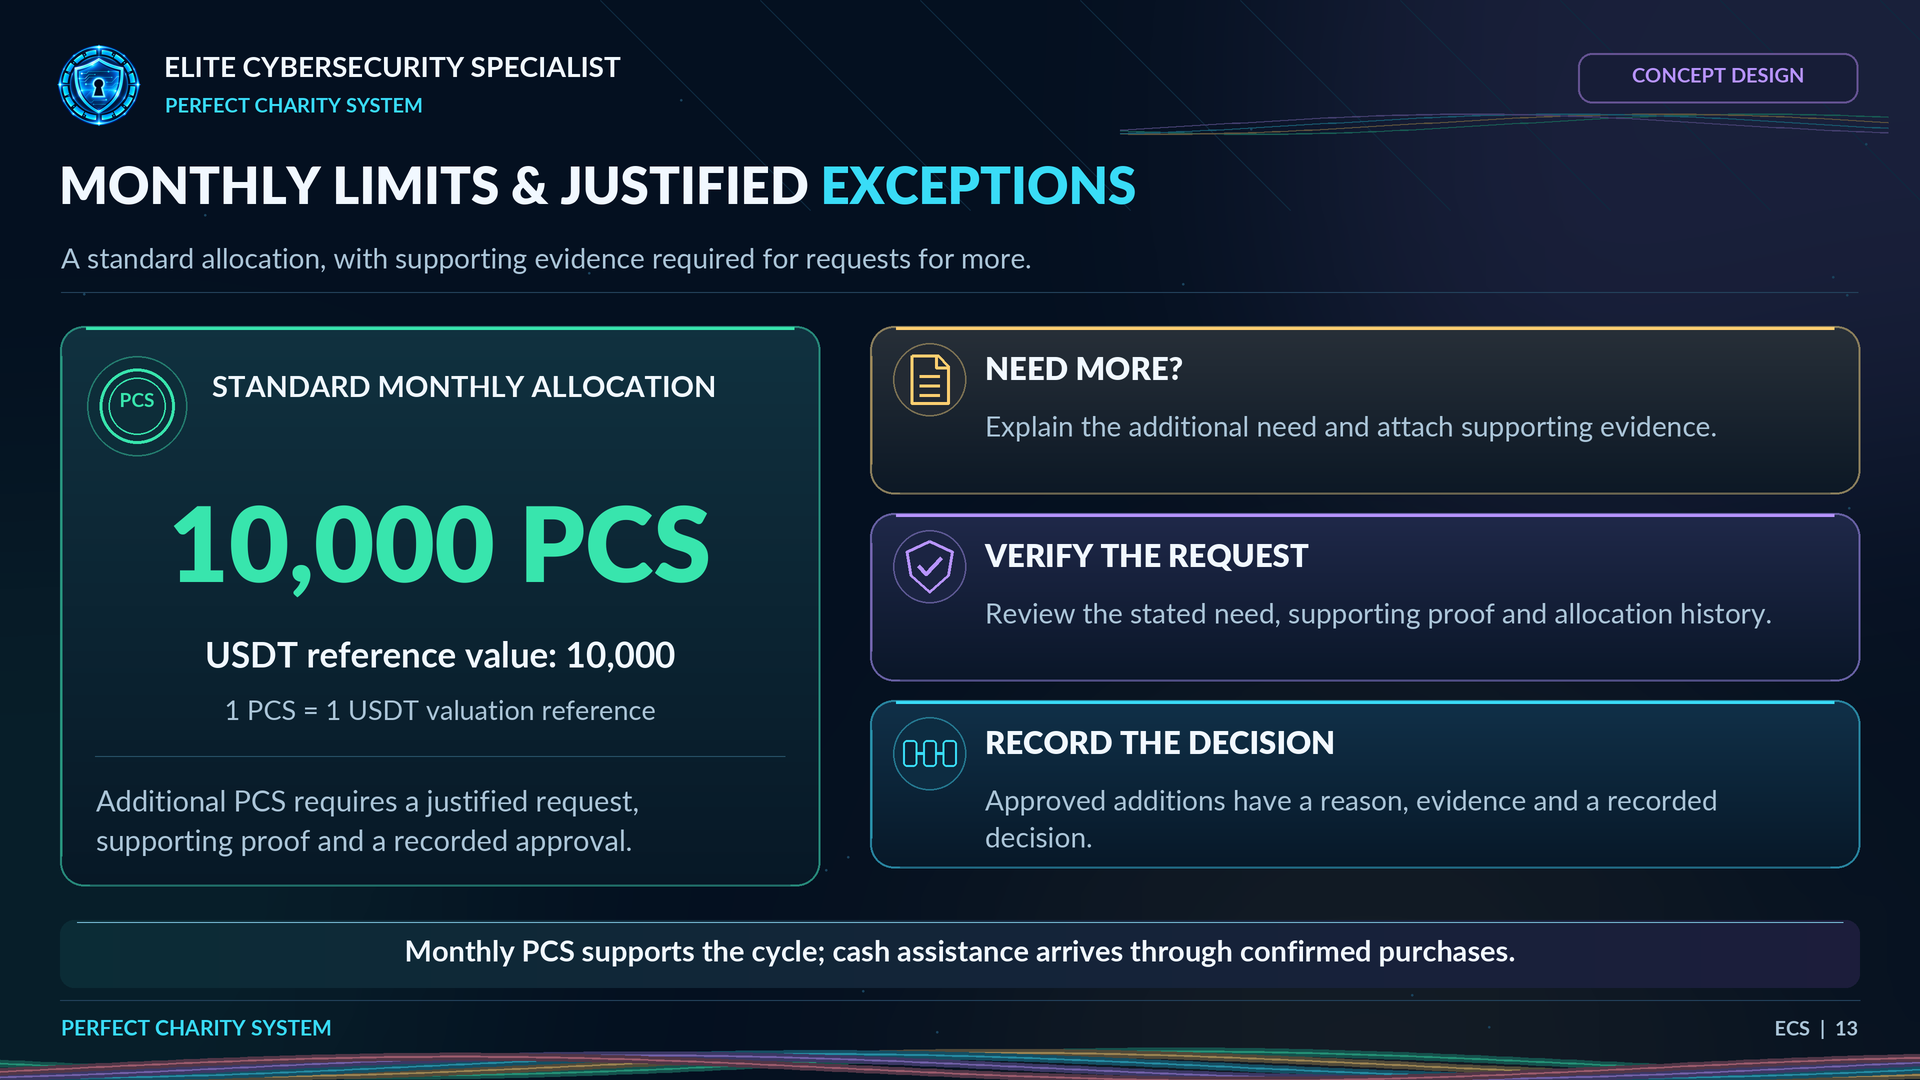 ELITE CYBERSECURITY SPECIALIST
PERFECT CHARITY SYSTEM
CONCEPT DESIGN
MONTHLY LIMITS & JUSTIFIED EXCEPTIONS
A standard allocation, with supporting evidence required for requests for more.
PCS
STANDARD MONTHLY ALLOCATION
10,000 PCS
USDT reference value: 10,000
1 PCS = 1 USDT valuation reference
Additional PCS requires a justified request,
supporting proof and a recorded approval.
NEED MORE?
Explain the additional need and attach supporting evidence.
VERIFY THE REQUEST
Review the stated need, supporting proof and allocation history.
RECORD THE DECISION
Approved additions have a reason, evidence and a recorded
decision.
Monthly PCS supports the cycle; cash assistance arrives through confirmed purchases.
PERFECT CHARITY SYSTEM
ECS | 13